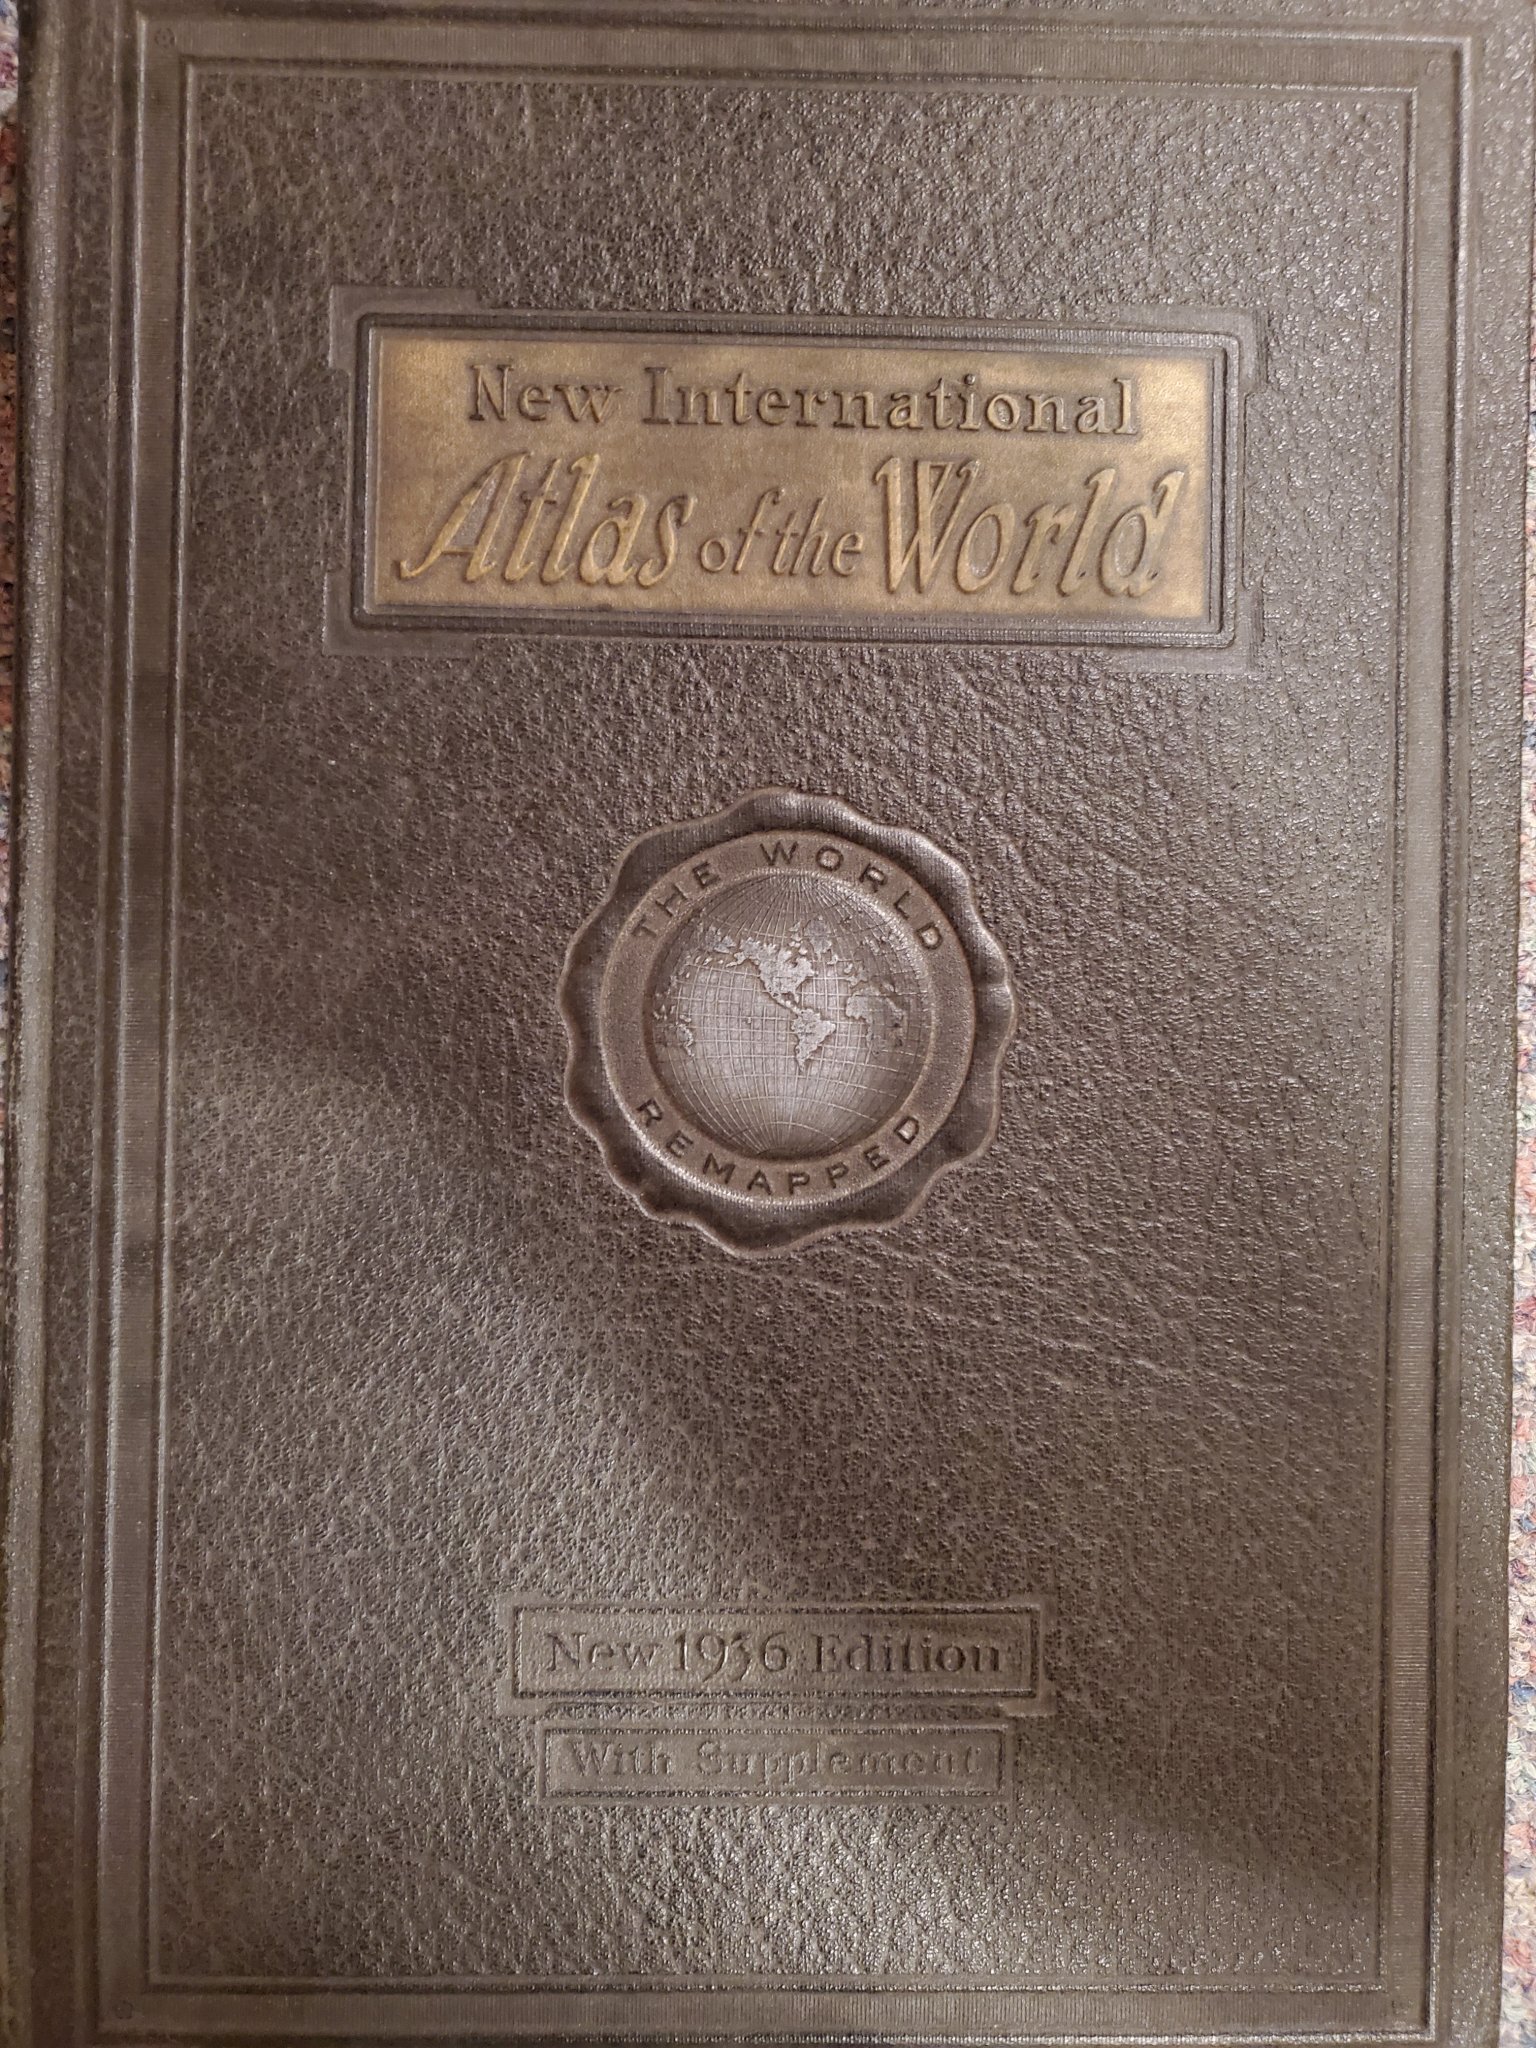 New International
Atlas of the World
THE WORLD
REMAPPED
New 1936 Edition
With Supplement